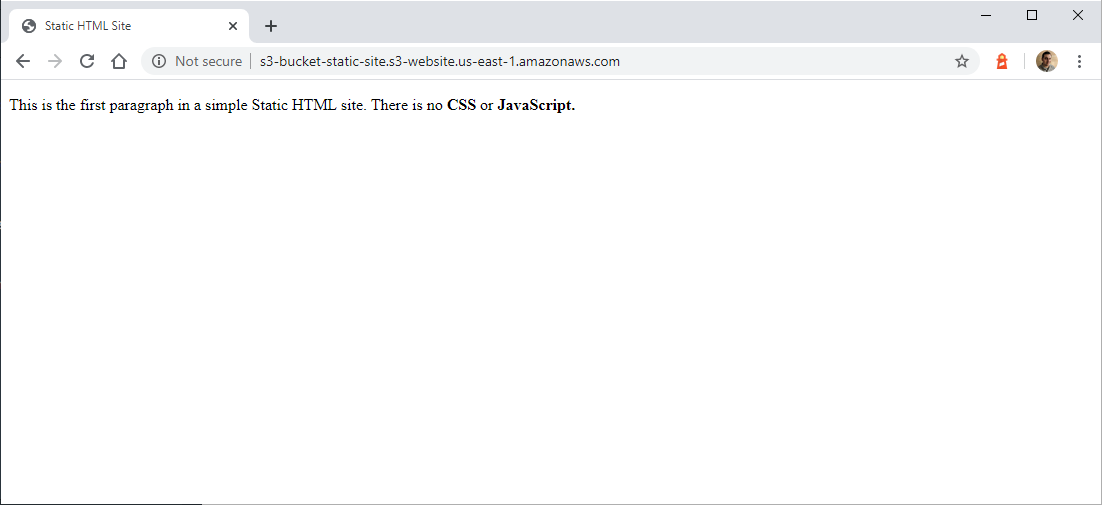 Static HTML Site
Not secure s3-bucket-static-site.s3-website.us-east-1.amazonaws.com
This is the first paragraph in a simple Static HTML site. There is no CSS or JavaScript.